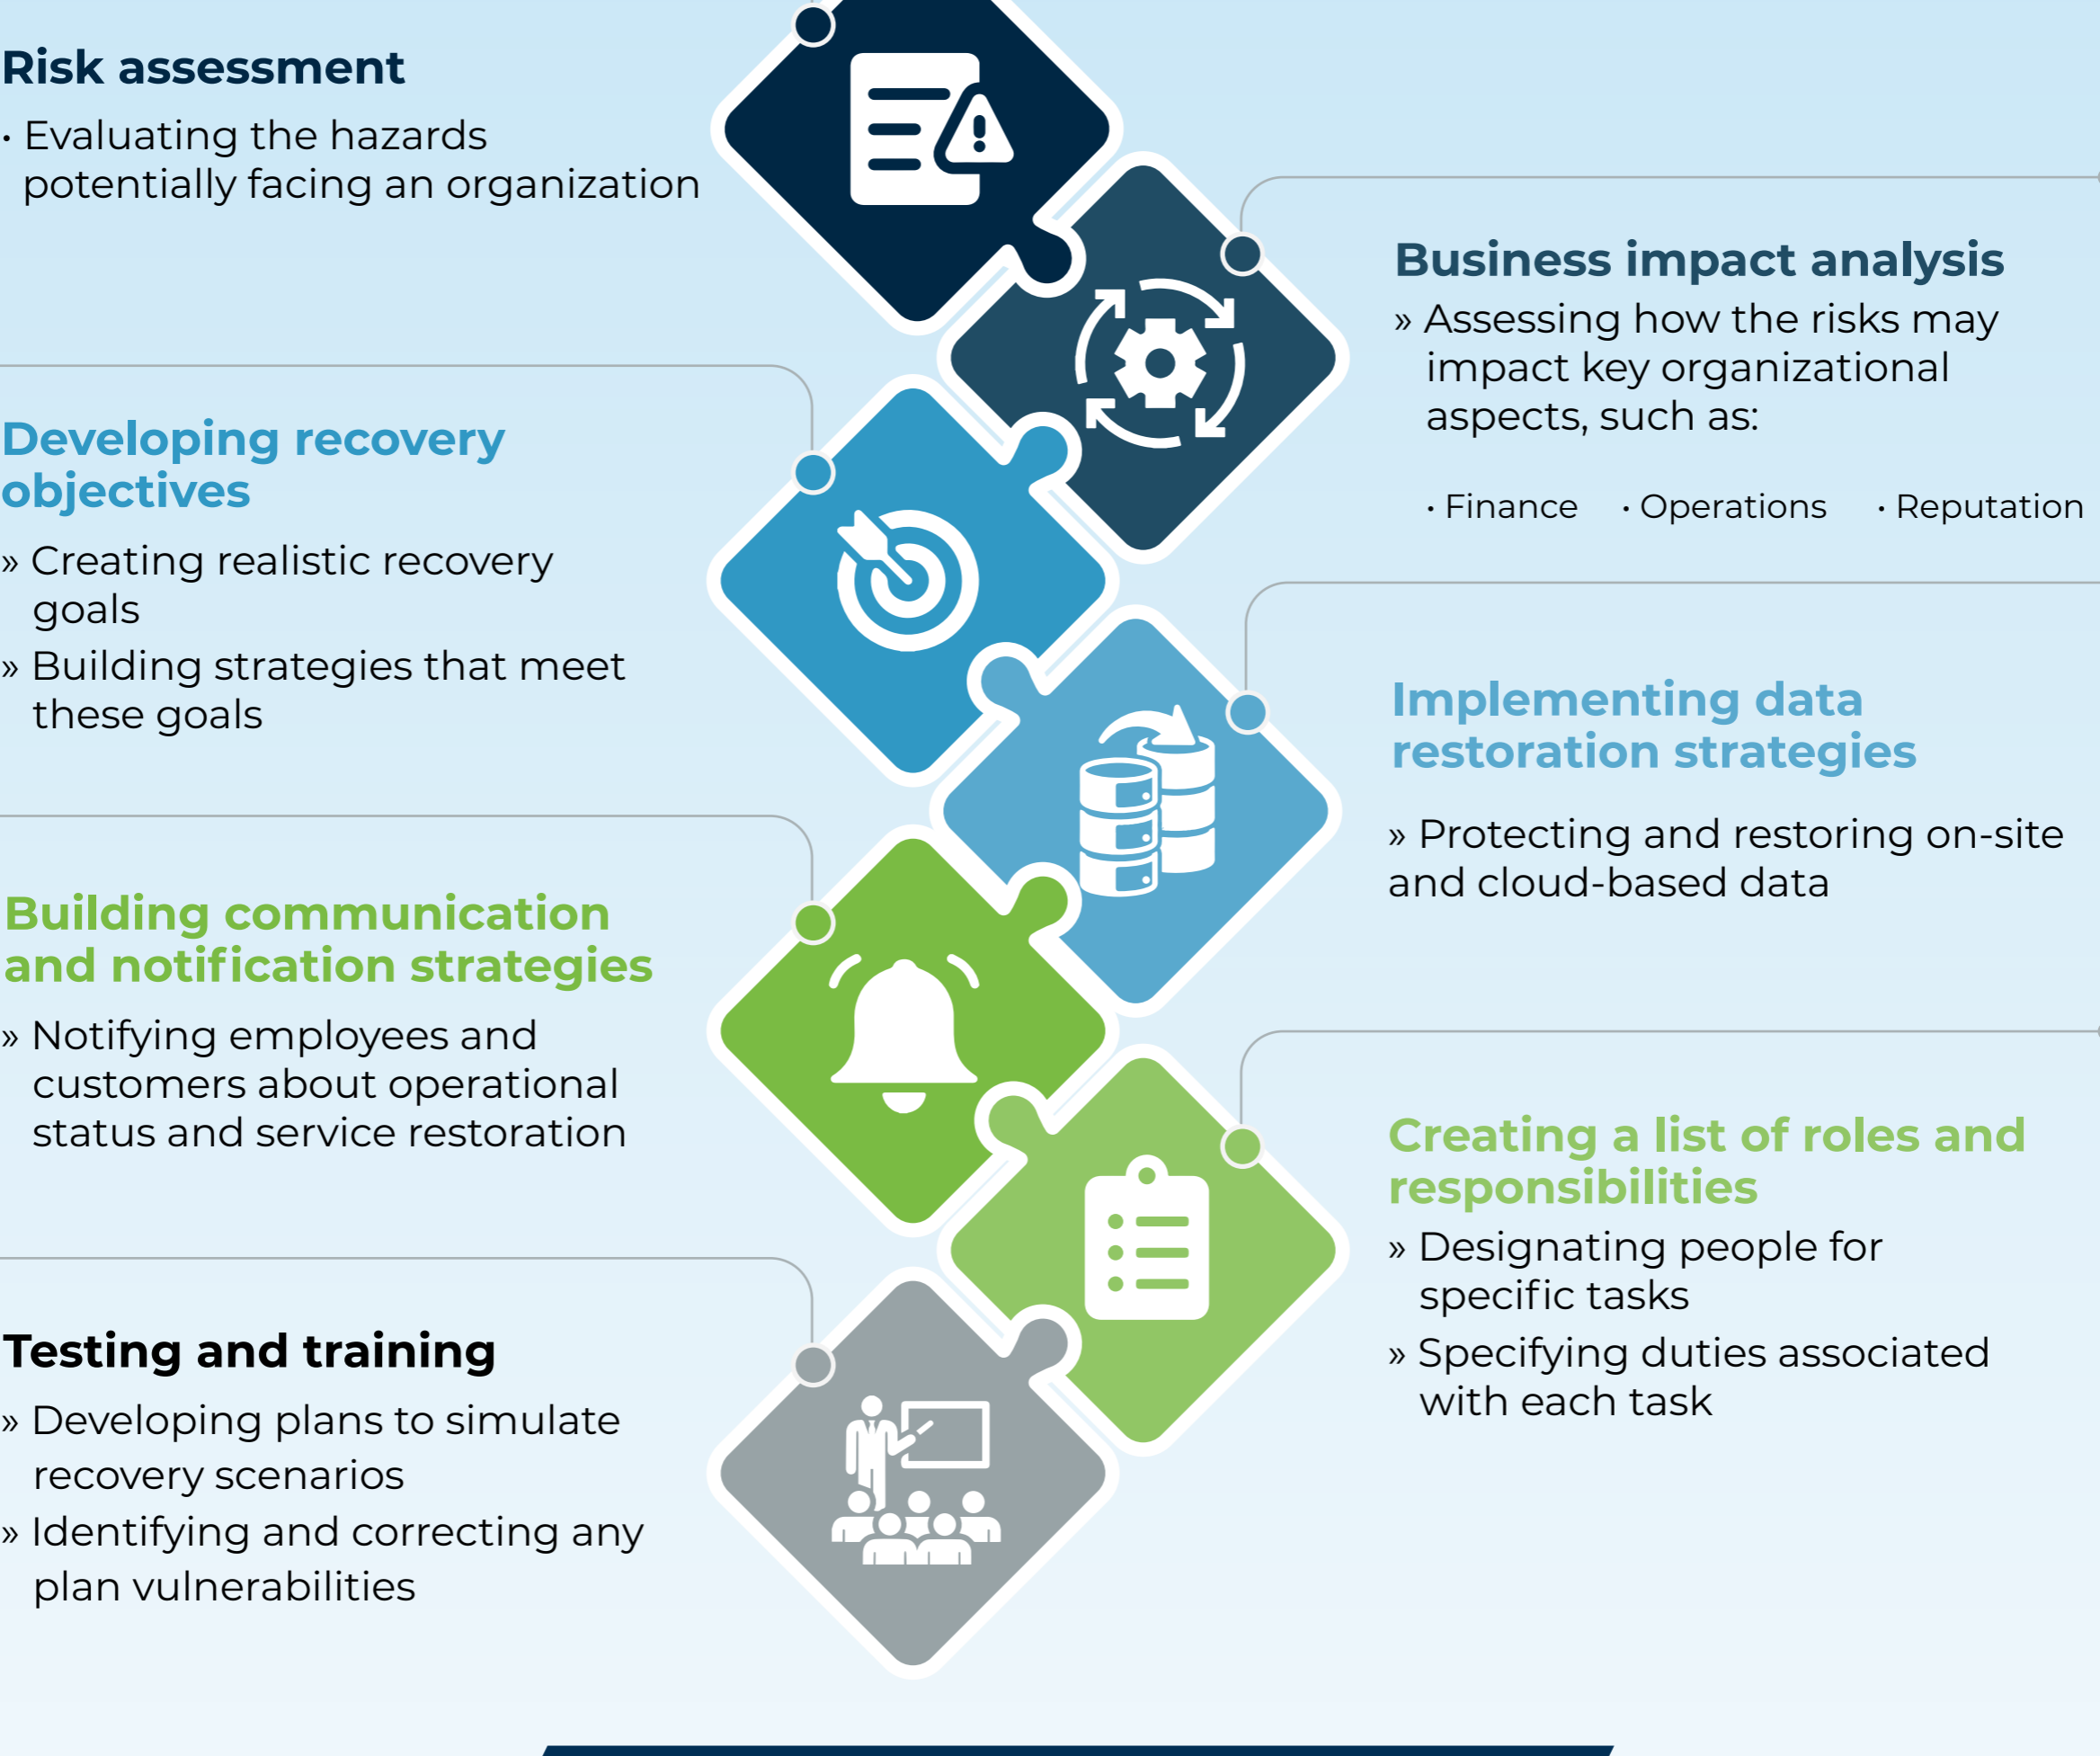 Risk assessment
• Evaluating the hazards
potentially facing an organization
Business impact analysis
» Assessing how the risks may
impact key organizational
aspects, such as:
• Finance • Operations • Reputation
Developing recovery
objectives
» Creating realistic recovery
goals
» Building strategies that meet
these goals
Implementing data
restoration strategies
» Protecting and restoring on-site
and cloud-based data
Building communication
and notification strategies
» Notifying employees and
customers about operational
status and service restoration
Creating a list of roles and
responsibilities
» Designating people for
specific tasks
» Specifying duties associated
with each task
Testing and training
» Developing plans to simulate
recovery scenarios
» Identifying and correcting any
plan vulnerabilities